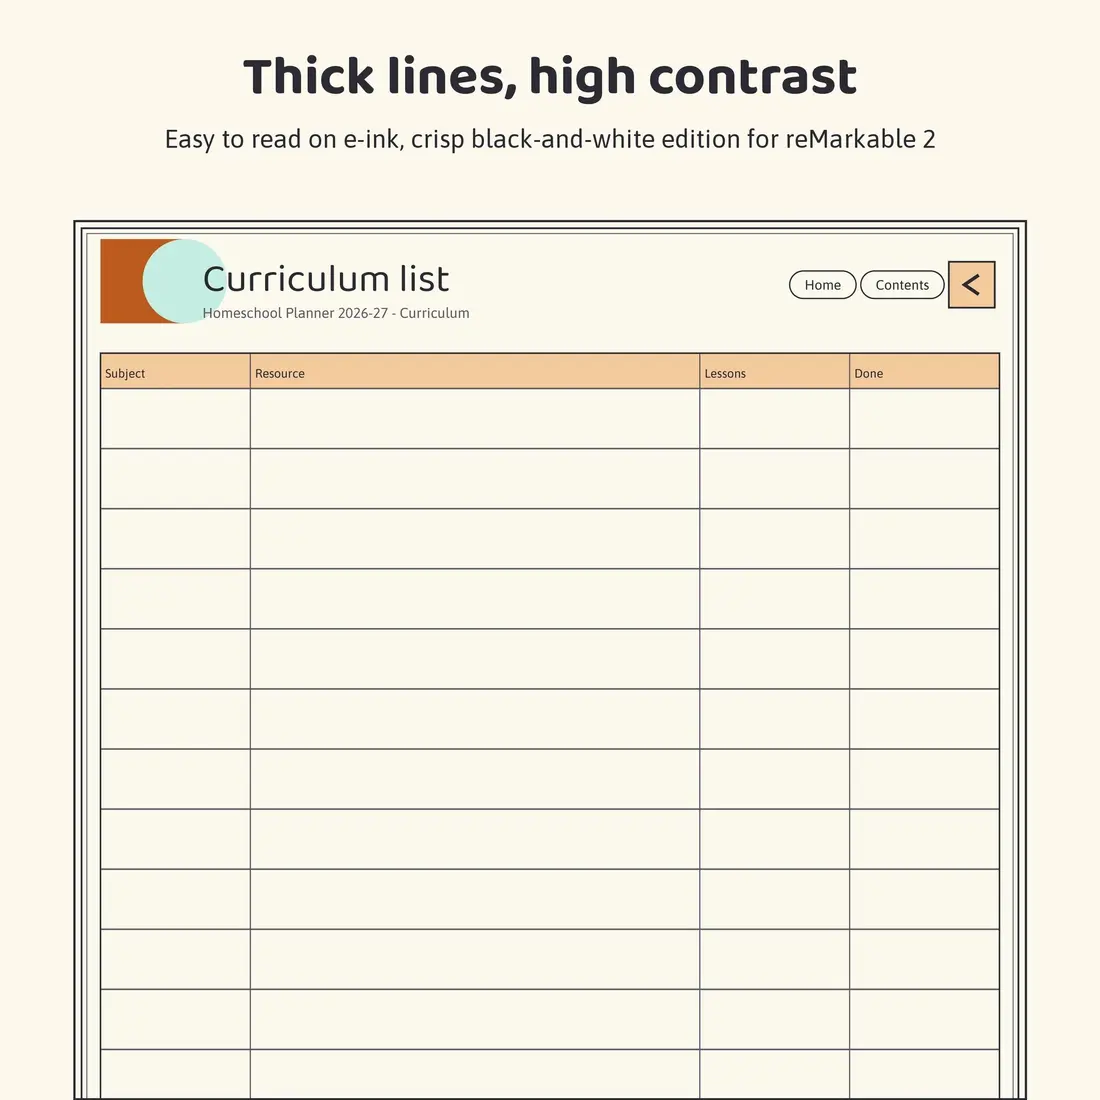 Thick lines, high contrast
Easy to read on e-ink, crisp black-and-white edition for reMarkable 2
Curriculum list
Homeschool Planner 2026-27 - Curriculum
Home Contents <
Subject Resource Lessons Done